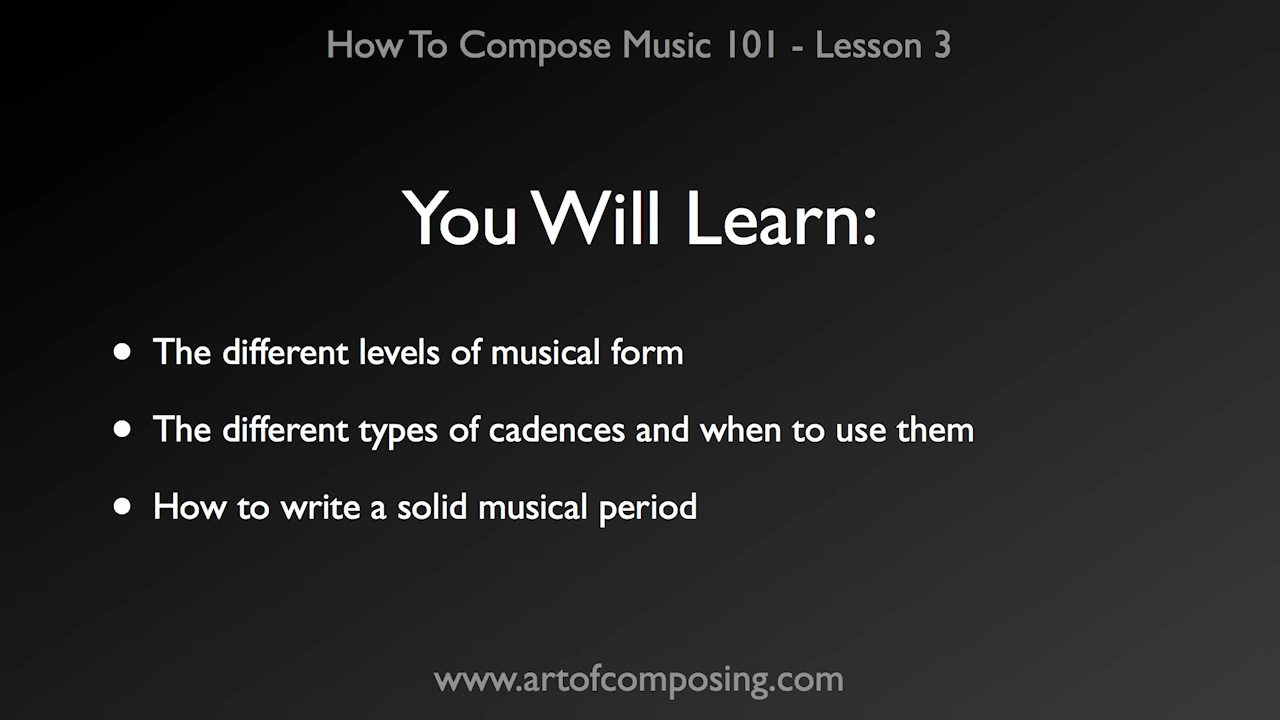 How To Compose Music 101 - Lesson 3
You Will Learn:
• The different levels of musical form
• The different types of cadences and when to use them
• How to write a solid musical period
www.artofcomposing.com